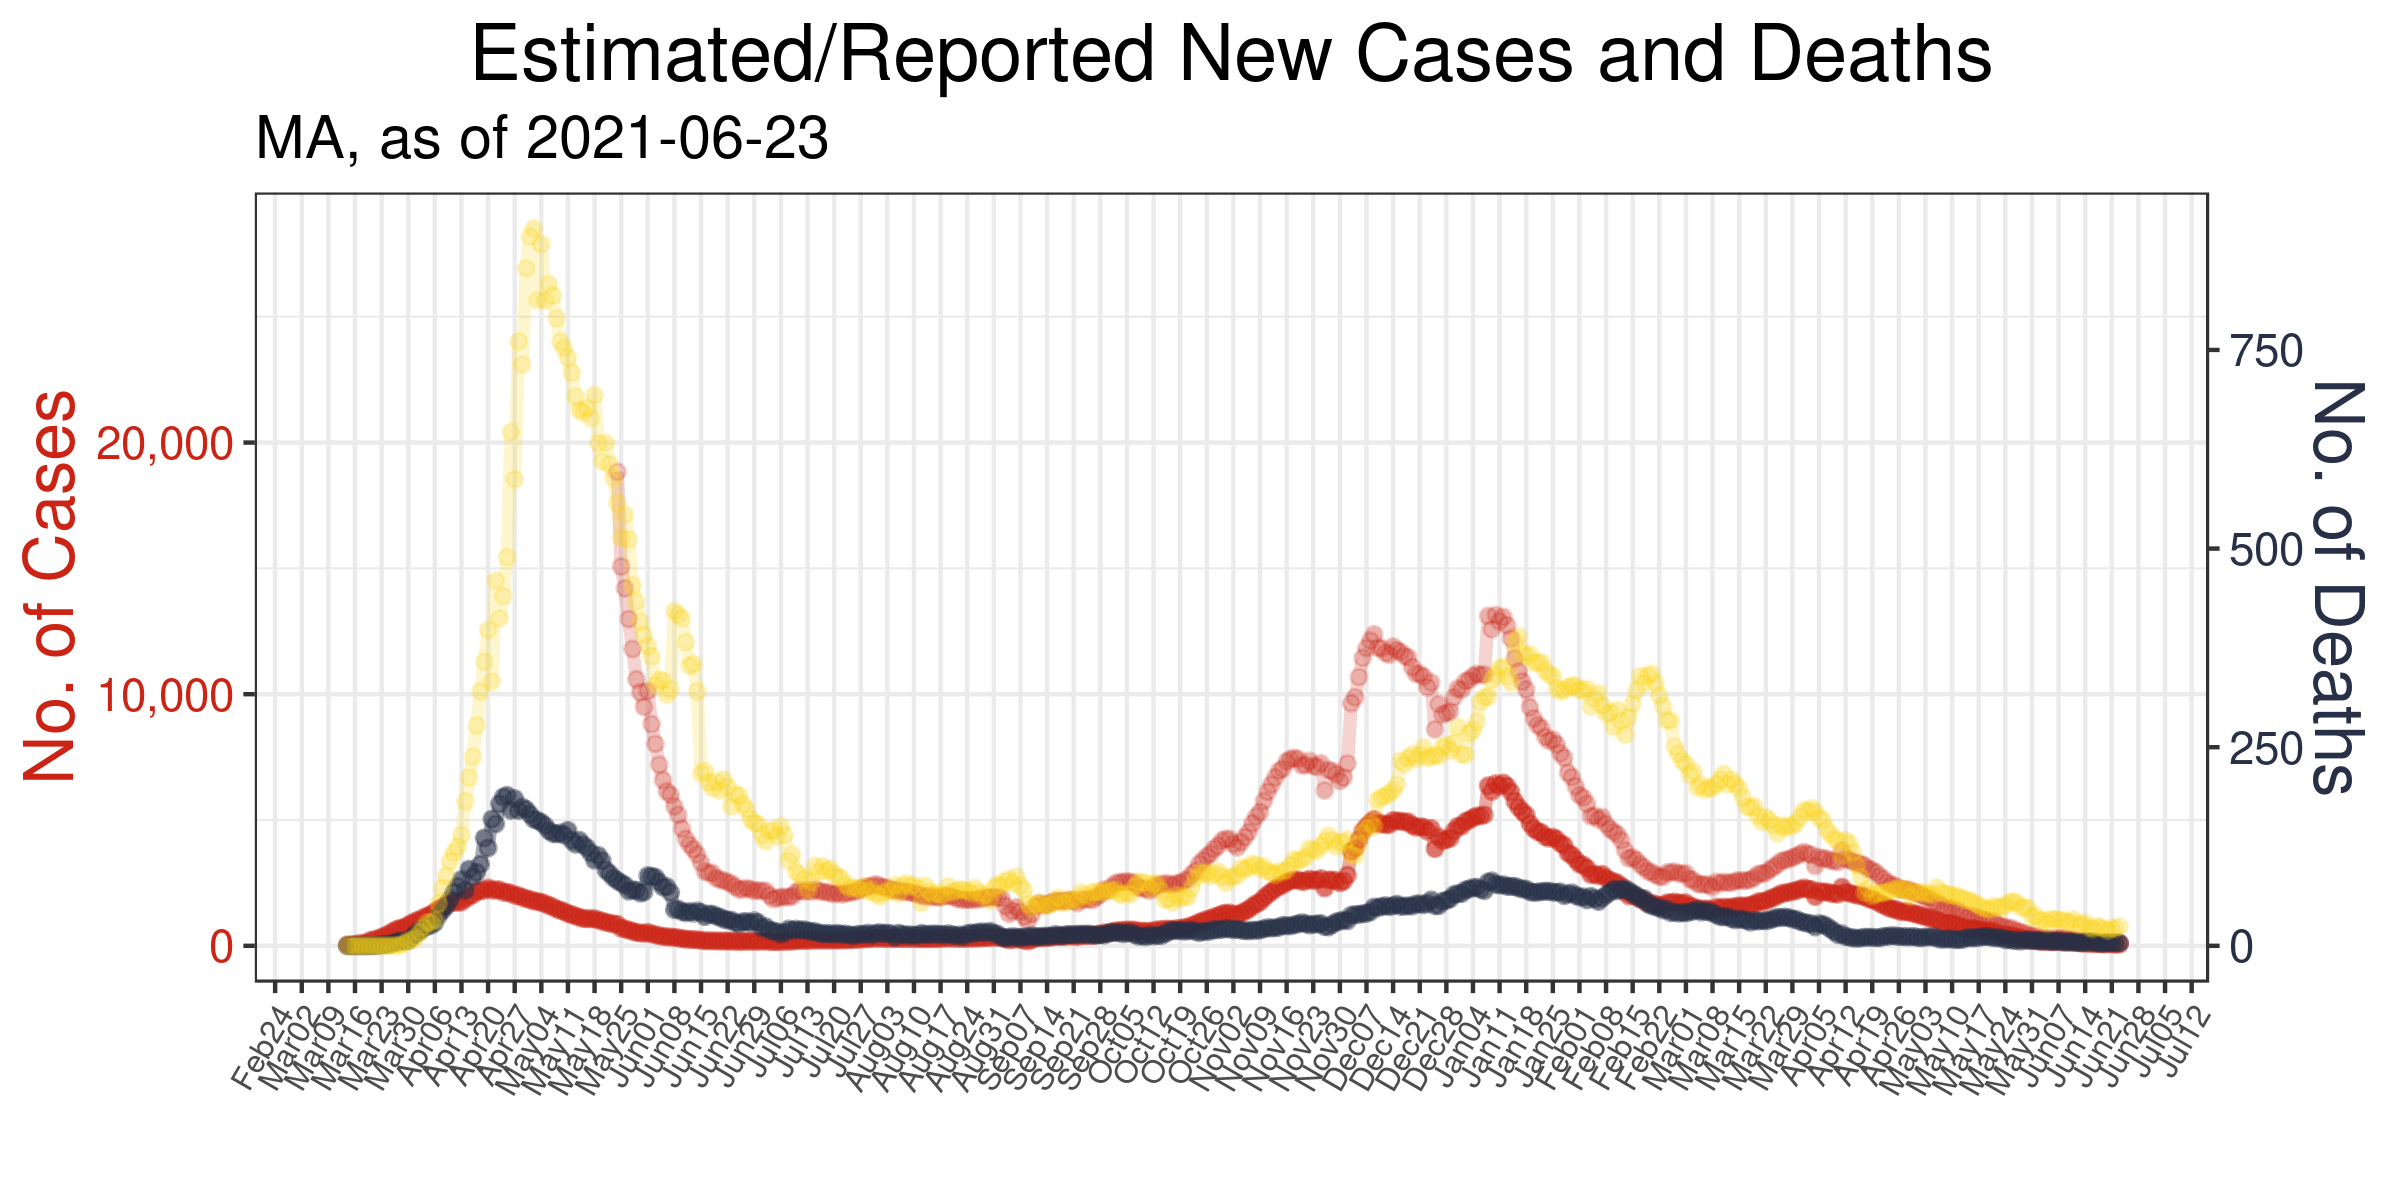 Estimated/Reported New Cases and Deaths
MA, as of 2021-06-23
No. of Cases
20,000
10,000
0
750
500
250
0
No. of Deaths
Feb24
Mar02
Mar09
Mar16
Mar23
Mar30
Apr06
Apr13
Apr20
Apr27
May04
May11
May18
May25
Jun01
Jun08
Jun15
Jun22
Jun29
Jul06
Jul13
Jul20
Jul27
Aug03
Aug10
Aug17
Aug24
Aug31
Sep07
Sep14
Sep21
Sep28
Oct05
Oct12
Oct19
Oct26
Nov02
Nov09
Nov16
Nov23
Nov30
Dec07
Dec14
Dec21
Dec28
Jan04
Jan11
Jan18
Jan25
Feb01
Feb08
Feb15
Feb22
Mar01
Mar08
Mar15
Mar22
Mar29
Apr05
Apr12
Apr19
Apr26
May03
May10
May17
May24
May31
Jun07
Jun14
Jun21
Jun28
Jul05
Jul12